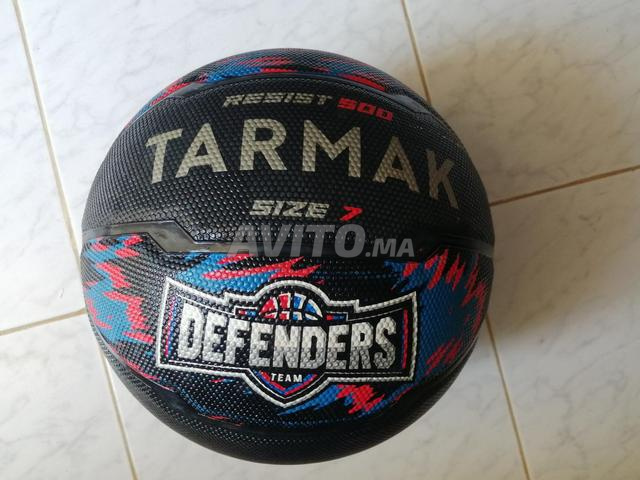 RESIST 500
TARMAK
SIZE 7
AVITO.MA
DEFENDERS
TEAM